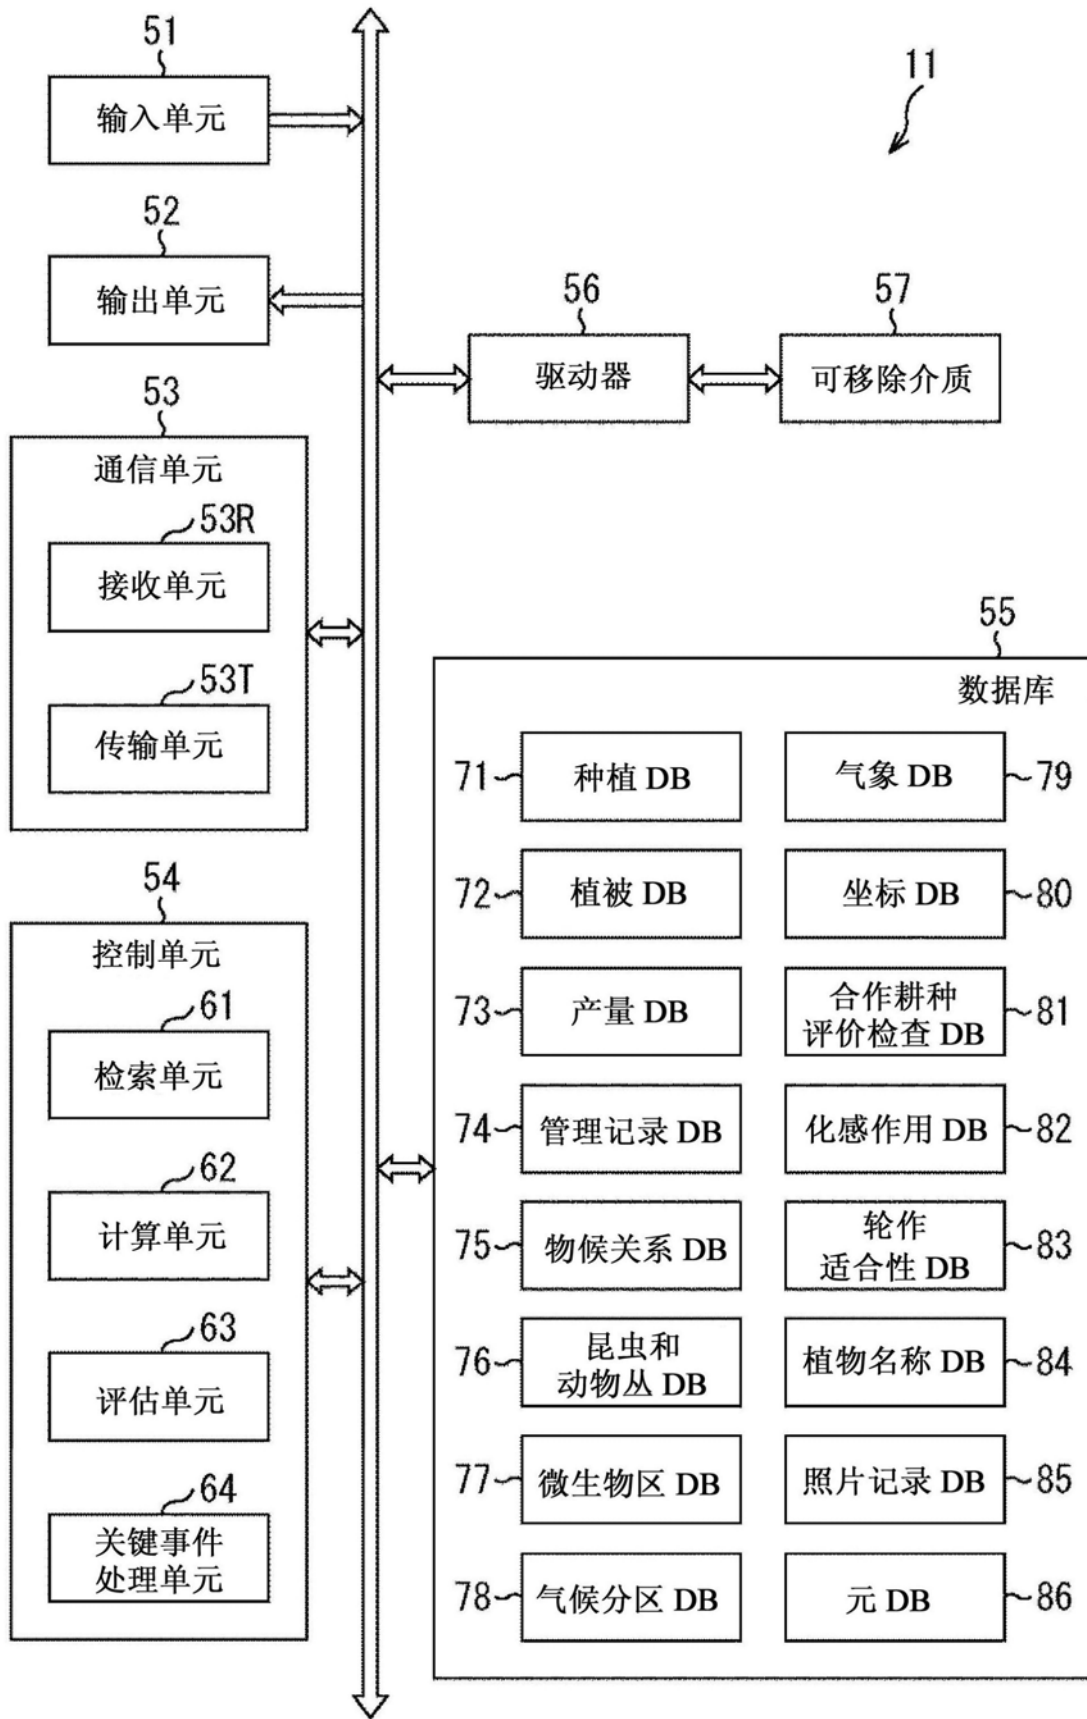 11
51
输入单元
52
输出单元
56
驱动器
57
可移除介质
53
通信单元
53R
接收单元
53T
传输单元
54
控制单元
61
检索单元
62
计算单元
63
评估单元
64
关键事件
处理单元
55
数据库
71
种植 DB
气象 DB
79
72
植被 DB
坐标 DB
80
73
产量 DB
合作耕种
评价检查 DB
81
74
管理记录 DB
化感作用 DB
82
75
物候关系 DB
轮作
适合性 DB
83
76
昆虫和
动物丛 DB
植物名称 DB
84
77
微生物区 DB
照片记录 DB
85
78
气候分区 DB
元 DB
86